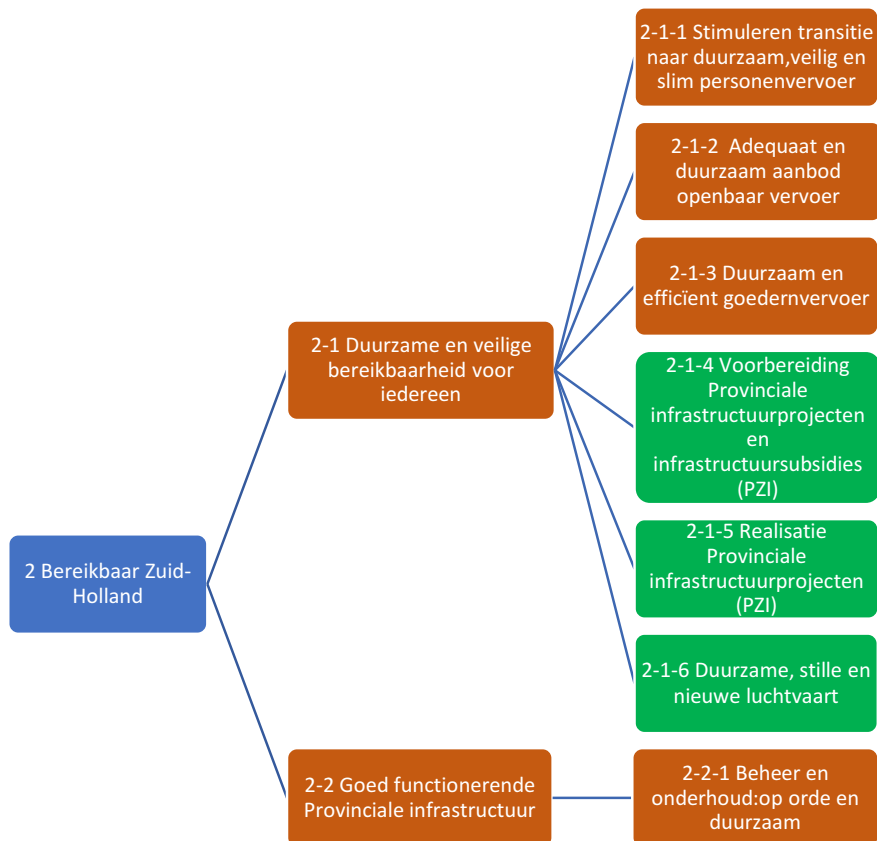 2 Bereikbaar Zuid-
Holland
2-1 Duurzame en veilige
bereikbaarheid voor
iedereen
2-1-1 Stimuleren transitie
naar duurzaam,veilig en
slim personenvervoer
2-1-2  Adequaat en
duurzaam aanbod
openbaar vervoer
2-1-3 Duurzaam en
efficïent goedernvervoer
2-1-4 Voorbereiding
Provinciale
infrastructuurprojecten
en
infrastructuursubsidies
(PZI)
2-1-5 Realisatie
Provinciale
infrastructuurprojecten
(PZI)
2-1-6 Duurzame, stille en
nieuwe luchtvaart
2-2 Goed functionerende
Provinciale infrastructuur
2-2-1 Beheer en
onderhoud:op orde en
duurzaam